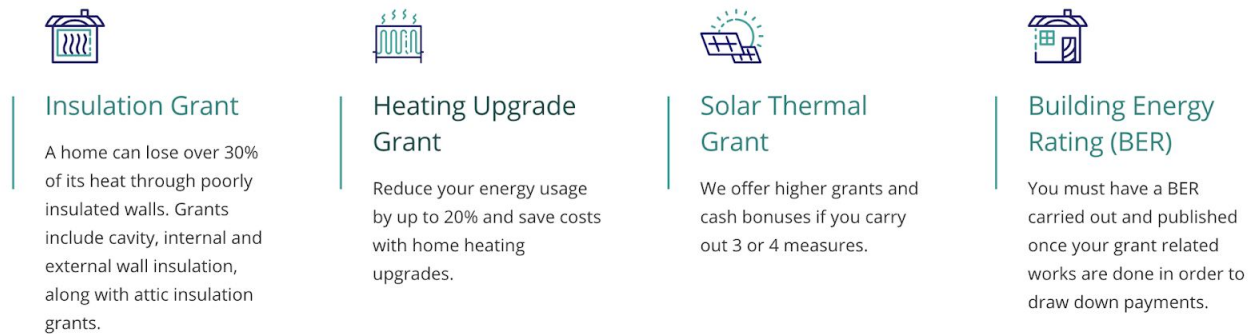 Insulation Grant
A home can lose over 30%
of its heat through poorly
insulated walls. Grants
include cavity, internal and
external wall insulation,
along with attic insulation
grants.
Heating Upgrade
Grant
Reduce your energy usage
by up to 20% and save costs
with home heating
upgrades.
Solar Thermal
Grant
We offer higher grants and
cash bonuses if you carry
out 3 or 4 measures.
Building Energy
Rating (BER)
You must have a BER
carried out and published
once your grant related
works are done in order to
draw down payments.